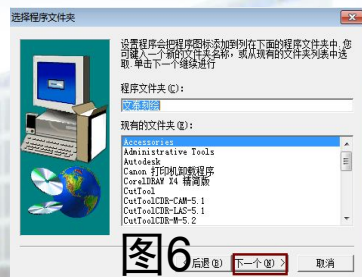 选择程序文件夹
设置程序会把程序图标添加到列在下面的程序文件夹中.您
可键入一个新的文件夹名称，或从现有的文件夹列表中选
取.单击下一个继续进行
程序文件夹(C):
文泰刻绘
现有的文件夹(E):
Accessories
Administrative Tools
Autodesk
Canon 打印机卸载程序
CorelDRAW X4 精简版
CutTool
CutToolCDR-CAM-5.1
CutToolCDR-LAS-5.1
CutToolCDR-M-5.2
图6
后退(B)
下一个(N) >
取消